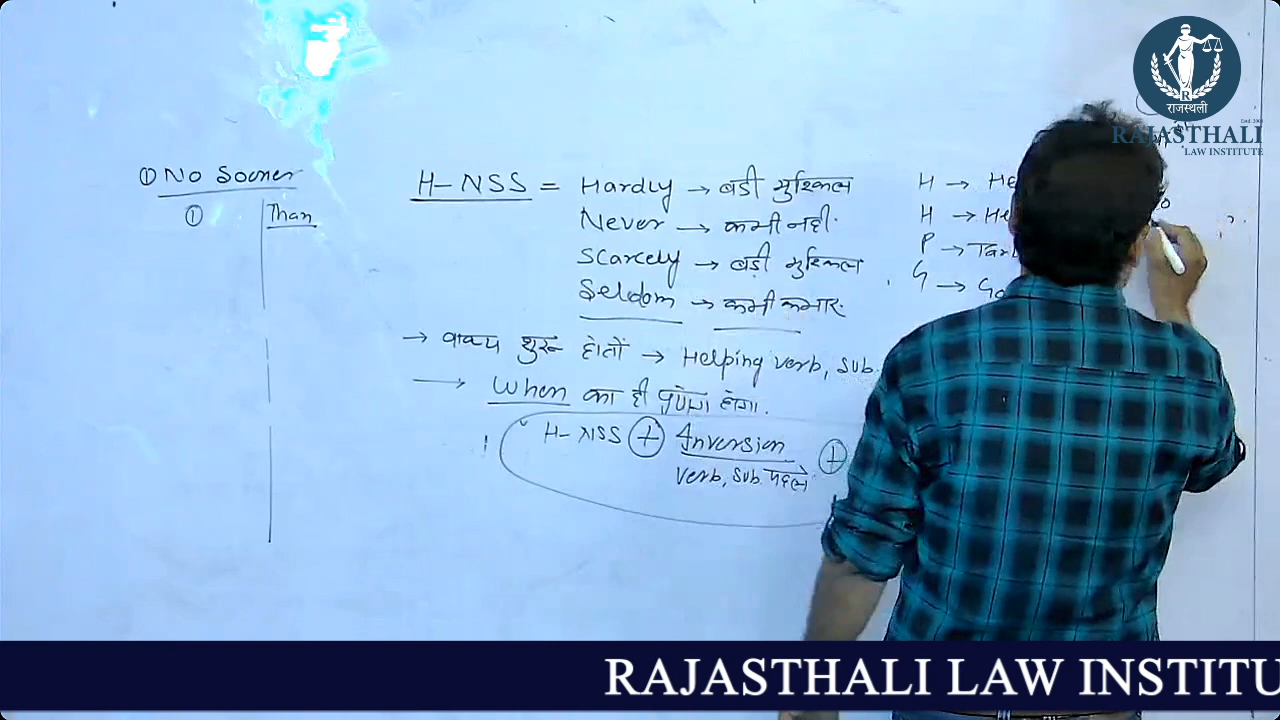 ① No Sooner
①
Than
H-NSS = Hardly → बडी मुश्किल
Never → कभी नहीं
Scarcely → बड़ी मुश्किल
Seldom → कभी कभार
→ वाक्य शुरू हो तों → Helping verb, sub.
→ When का ही प्रयोग होगा.
H-NSS + Inversion +
verb, sub. पहले
H → He
H → He
P → Tar
G → Go
राजस्थली
RAJASTHALI
LAW INSTITUTE
RAJASTHALI LAW INSTITU